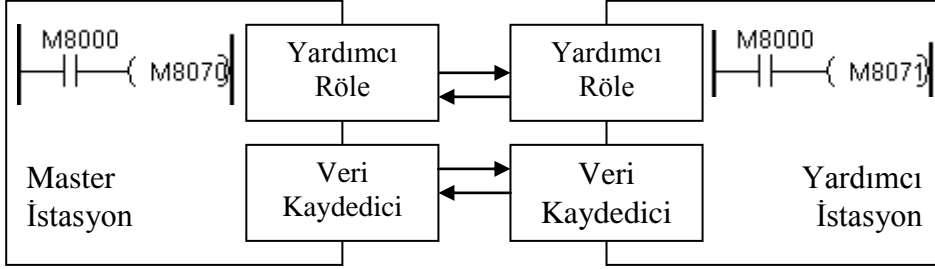 M8000
M8070
Yardımcı
Röle
Yardımcı
Röle
M8000
M8071
Master
İstasyon
Veri
Kaydedici
Veri
Kaydedici
Yardımcı
İstasyon